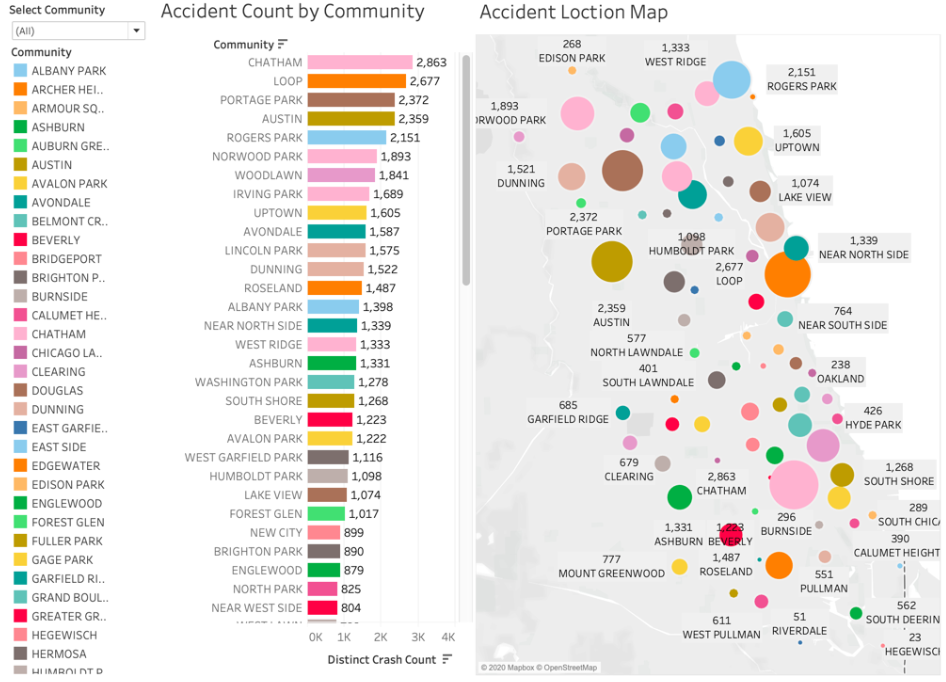 Select Community
(All)
Community
ALBANY PARK
ARCHER HEI..
ARMOUR SQ..
ASHBURN
AUBURN GRE..
AUSTIN
AVALON PARK
AVONDALE
BELMONT CR..
BEVERLY
BRIDGEPORT
BRIGHTON P..
BURNSIDE
CALUMET HE..
CHATHAM
CHICAGO LA..
CLEARING
DOUGLAS
DUNNING
EAST GARFIE..
EAST SIDE
EDGEWATER
EDISON PARK
ENGLEWOOD
FOREST GLEN
FULLER PARK
GAGE PARK
GARFIELD RI..
GRAND BOUL..
GREATER GR..
HEGEWISCH
HERMOSA
HUMBOLDT P
Accident Count by Community
Community
CHATHAM 2,863
LOOP 2,677
PORTAGE PARK 2,372
AUSTIN 2,359
ROGERS PARK 2,151
NORWOOD PARK 1,893
WOODLAWN 1,841
IRVING PARK 1,689
UPTOWN 1,605
AVONDALE 1,587
LINCOLN PARK 1,575
DUNNING 1,522
ROSELAND 1,487
ALBANY PARK 1,398
NEAR NORTH SIDE 1,339
WEST RIDGE 1,333
ASHBURN 1,331
WASHINGTON PARK 1,278
SOUTH SHORE 1,268
BEVERLY 1,223
AVALON PARK 1,222
WEST GARFIELD PARK 1,116
HUMBOLDT PARK 1,098
LAKE VIEW 1,074
FOREST GLEN 1,017
NEW CITY 899
BRIGHTON PARK 890
ENGLEWOOD 879
NORTH PARK 825
NEAR WEST SIDE 804
0K 1K 2K 3K 4K
Distinct Crash Count
Accident Loction Map
268
EDISON PARK
1,333
WEST RIDGE
2,151
ROGERS PARK
1,893
ORWOOD PARK
1,605
UPTOWN
1,521
DUNNING
1,074
LAKE VIEW
2,372
PORTAGE PARK
1,098
HUMBOLDT PARK
1,339
NEAR NORTH SIDE
2,677
LOOP
2,359
AUSTIN
764
NEAR SOUTH SIDE
577
NORTH LAWNDALE
401
SOUTH LAWNDALE
238
OAKLAND
685
GARFIELD RIDGE
426
HYDE PARK
679
CLEARING
2,863
CHATHAM
1,268
SOUTH SHORE
289
SOUTH CHIC
1,331
ASHBURN
1,223
BEVERLY
296
BURNSIDE
390
CALUMET HEIGHT
777
MOUNT GREENWOOD
1,487
ROSELAND
551
PULLMAN
611
WEST PULLMAN
51
RIVERDALE
562
SOUTH DEERIN
23
HEGEWISC
© 2020 Mapbox © OpenStreetMap